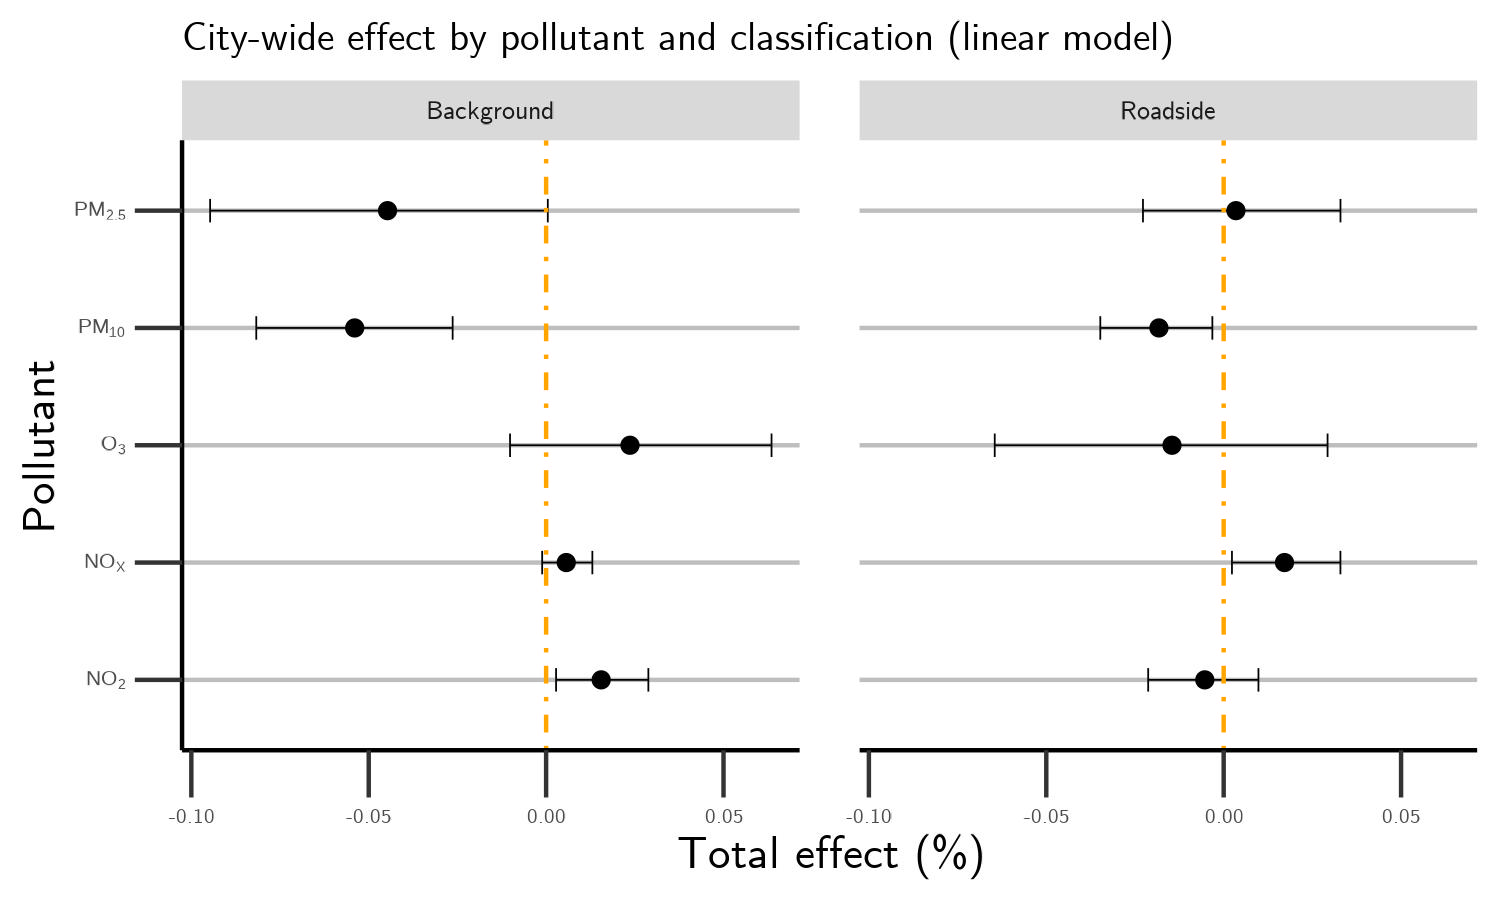 City-wide effect by pollutant and classification (linear model)
Background
Roadside
Pollutant
PM2.5
PM10
O3
NOX
NO2
-0.10 -0.05 0.00 0.05
-0.10 -0.05 0.00 0.05
Total effect (%)